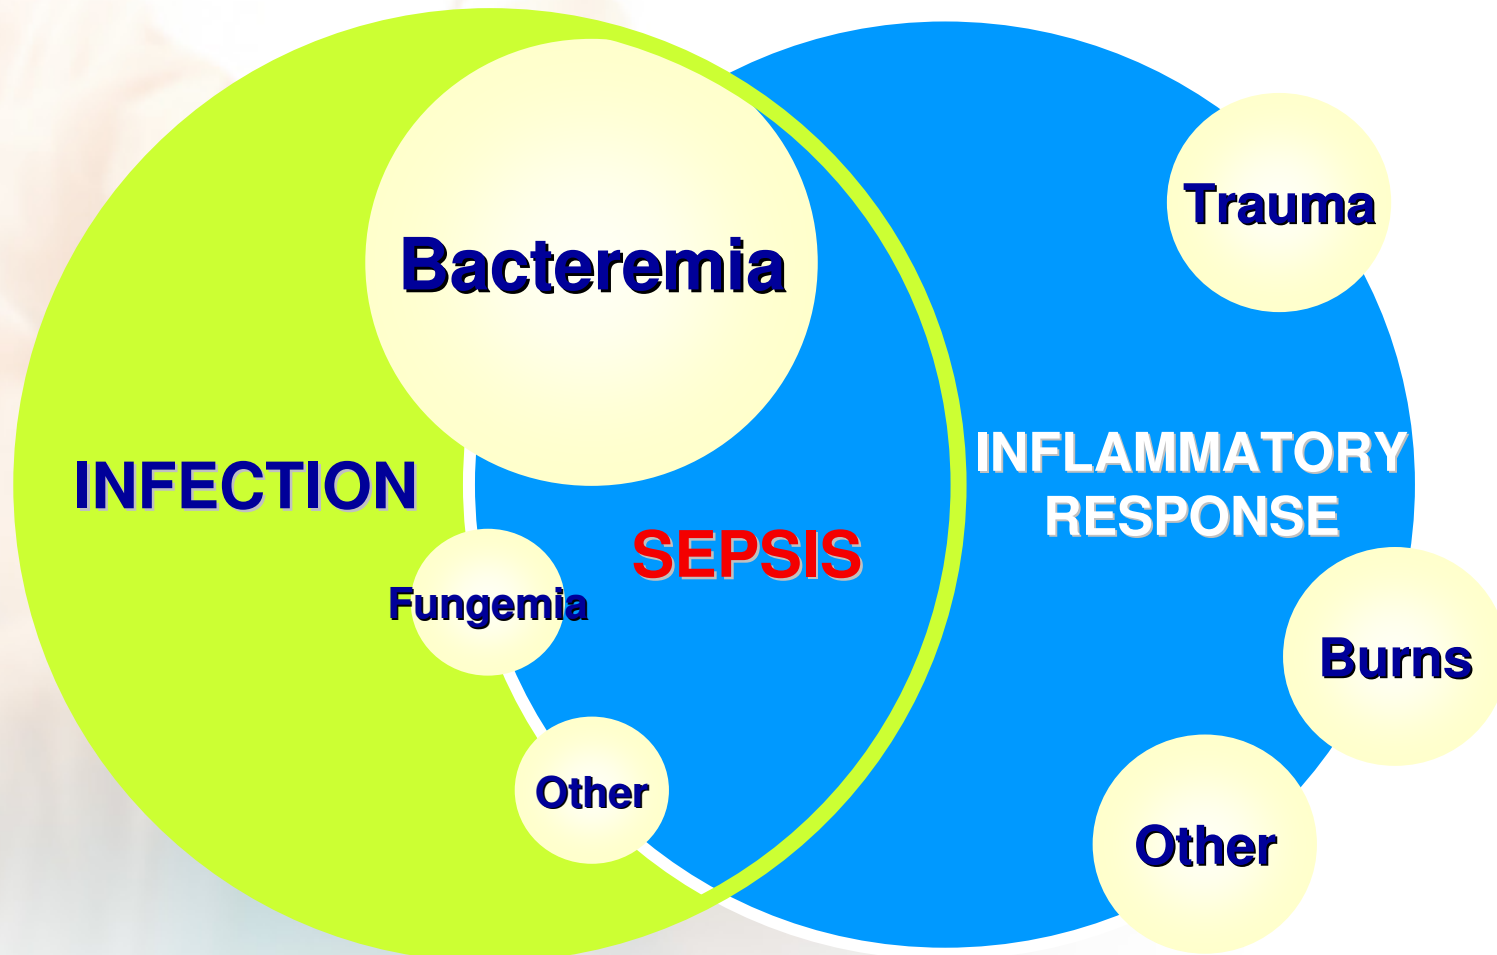 Trauma
Bacteremia
INFECTION
INFLAMMATORY
RESPONSE
SEPSIS
Fungemia
Burns
Other
Other